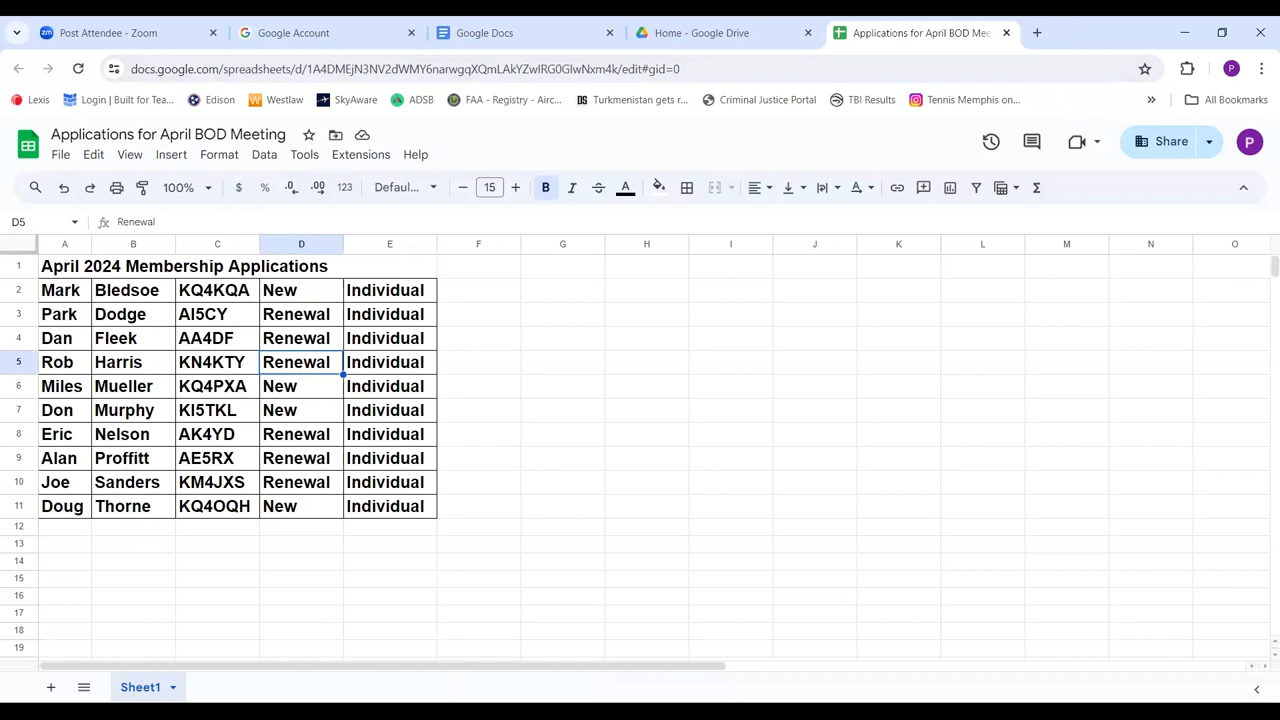 Post Attendee - Zoom
Google Account
Google Docs
Home - Google Drive
Applications for April BOD Mee
docs.google.com/spreadsheets/d/1A4DMEjN3NV2dWMY6narwgqXQmLAkYZwIRG0GIwNxm4k/edit#gid=0
P
Lexis
Login | Built for Tea...
Edison
Westlaw
SkyAware
ADSB
FAA - Registry - Airc...
Turkmenistan gets r...
Criminal Justice Portal
TBI Results
Tennis Memphis on...
All Bookmarks
Applications for April BOD Meeting
File Edit View Insert Format Data Tools Extensions Help
Share
P
100% $ % .0 .00 123 Defaul... 15 B I S A
D5 fx Renewal
A B C D E F G H I J K L M N O
1 April 2024 Membership Applications
2 Mark Bledsoe KQ4KQA New Individual
3 Park Dodge AI5CY Renewal Individual
4 Dan Fleek AA4DF Renewal Individual
5 Rob Harris KN4KTY Renewal Individual
6 Miles Mueller KQ4PXA New Individual
7 Don Murphy KI5TKL New Individual
8 Eric Nelson AK4YD Renewal Individual
9 Alan Proffitt AE5RX Renewal Individual
10 Joe Sanders KM4JXS Renewal Individual
11 Doug Thorne KQ4OQH New Individual
12
13
14
15
16
17
18
19
Sheet1